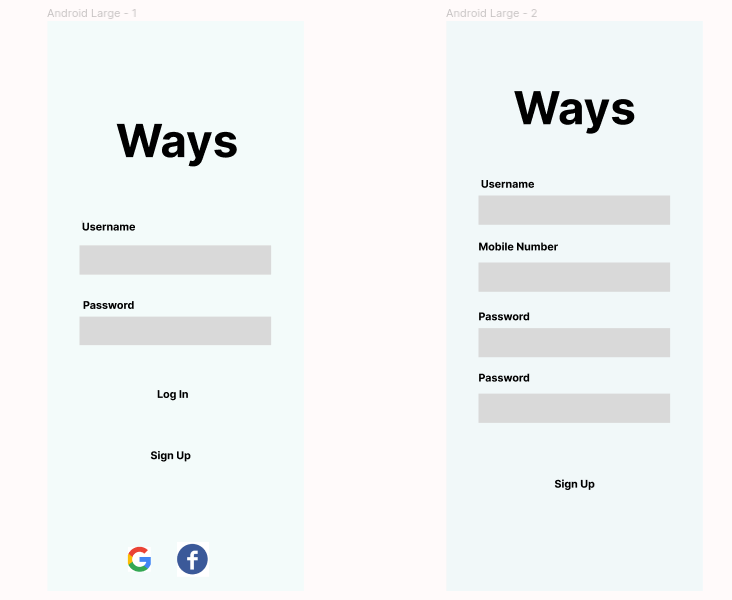 Android Large - 1
Ways
Username
Password
Log In
Sign Up
Android Large - 2
Ways
Username
Mobile Number
Password
Password
Sign Up